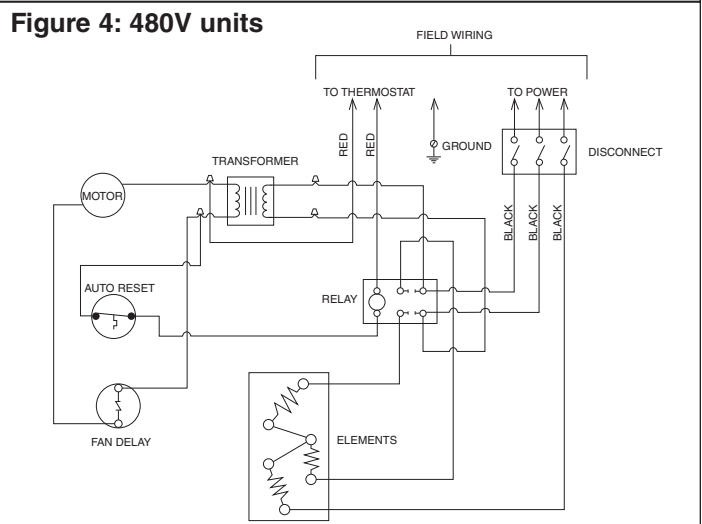 Figure 4: 480V units
FIELD WIRING
TO THERMOSTAT
TO POWER
RED
RED
GROUND
DISCONNECT
TRANSFORMER
MOTOR
BLACK
BLACK
BLACK
AUTO RESET
RELAY
ELEMENTS
FAN DELAY